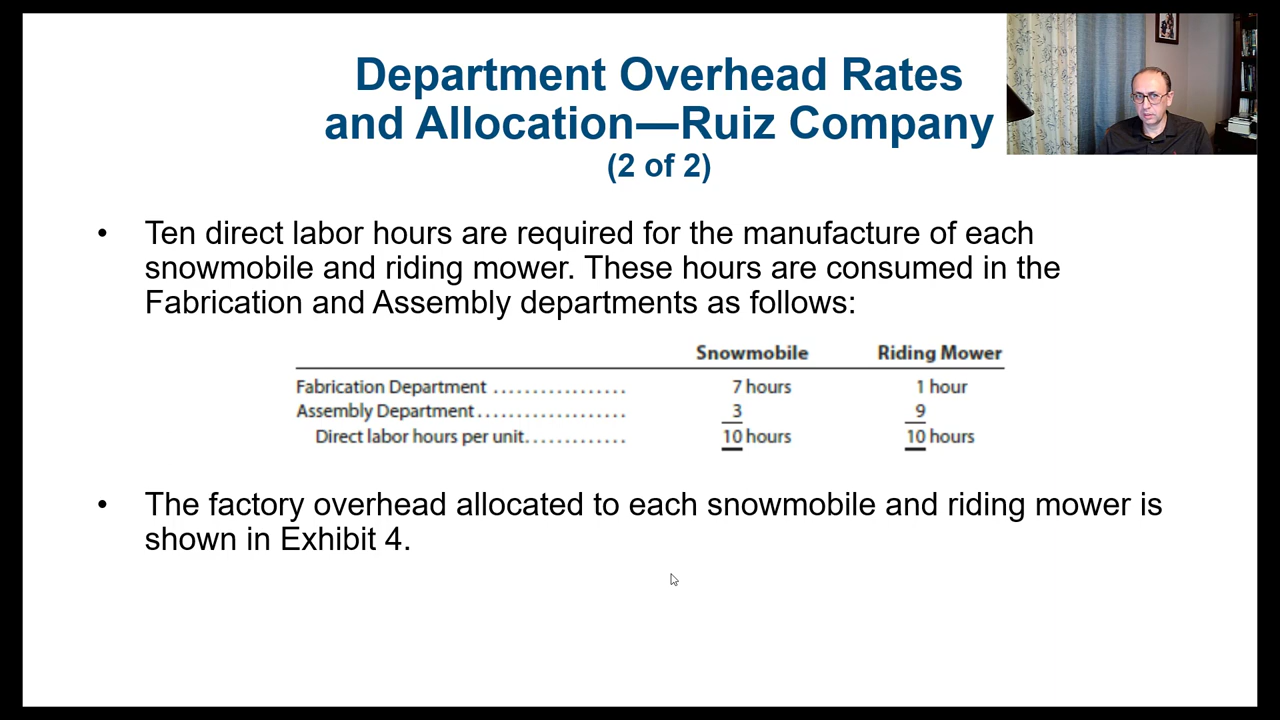 Department Overhead Rates
and Allocation—Ruiz Company
(2 of 2)
• Ten direct labor hours are required for the manufacture of each
snowmobile and riding mower. These hours are consumed in the
Fabrication and Assembly departments as follows:
Snowmobile Riding Mower
Fabrication Department ................. 7 hours 1 hour
Assembly Department................... 3 9
Direct labor hours per unit............. 10 hours 10 hours
• The factory overhead allocated to each snowmobile and riding mower is
shown in Exhibit 4.